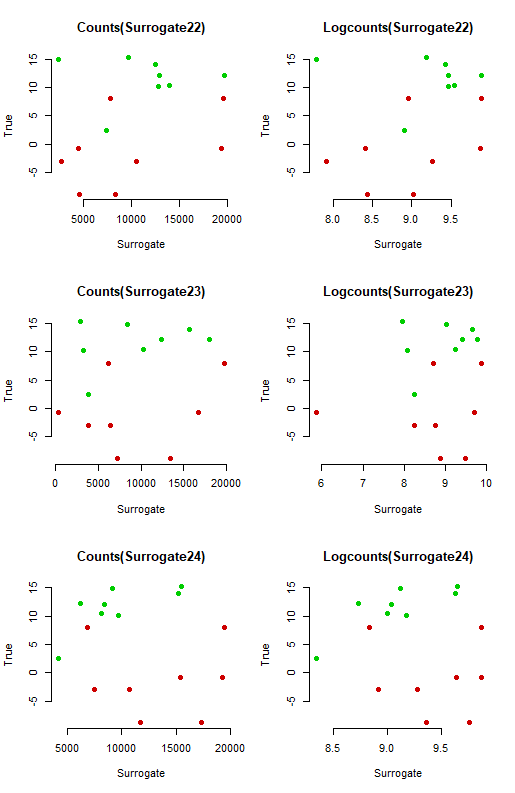 Counts(Surrogate22)
True
15
10
5
0
-5
5000 10000 15000 20000
Surrogate
Logcounts(Surrogate22)
True
15
10
5
0
-5
8.0 8.5 9.0 9.5
Surrogate
Counts(Surrogate23)
True
15
10
5
0
-5
0 5000 10000 15000 20000
Surrogate
Logcounts(Surrogate23)
True
15
10
5
0
-5
6 7 8 9 10
Surrogate
Counts(Surrogate24)
True
15
10
5
0
-5
5000 10000 15000 20000
Surrogate
Logcounts(Surrogate24)
True
15
10
5
0
-5
8.5 9.0 9.5
Surrogate